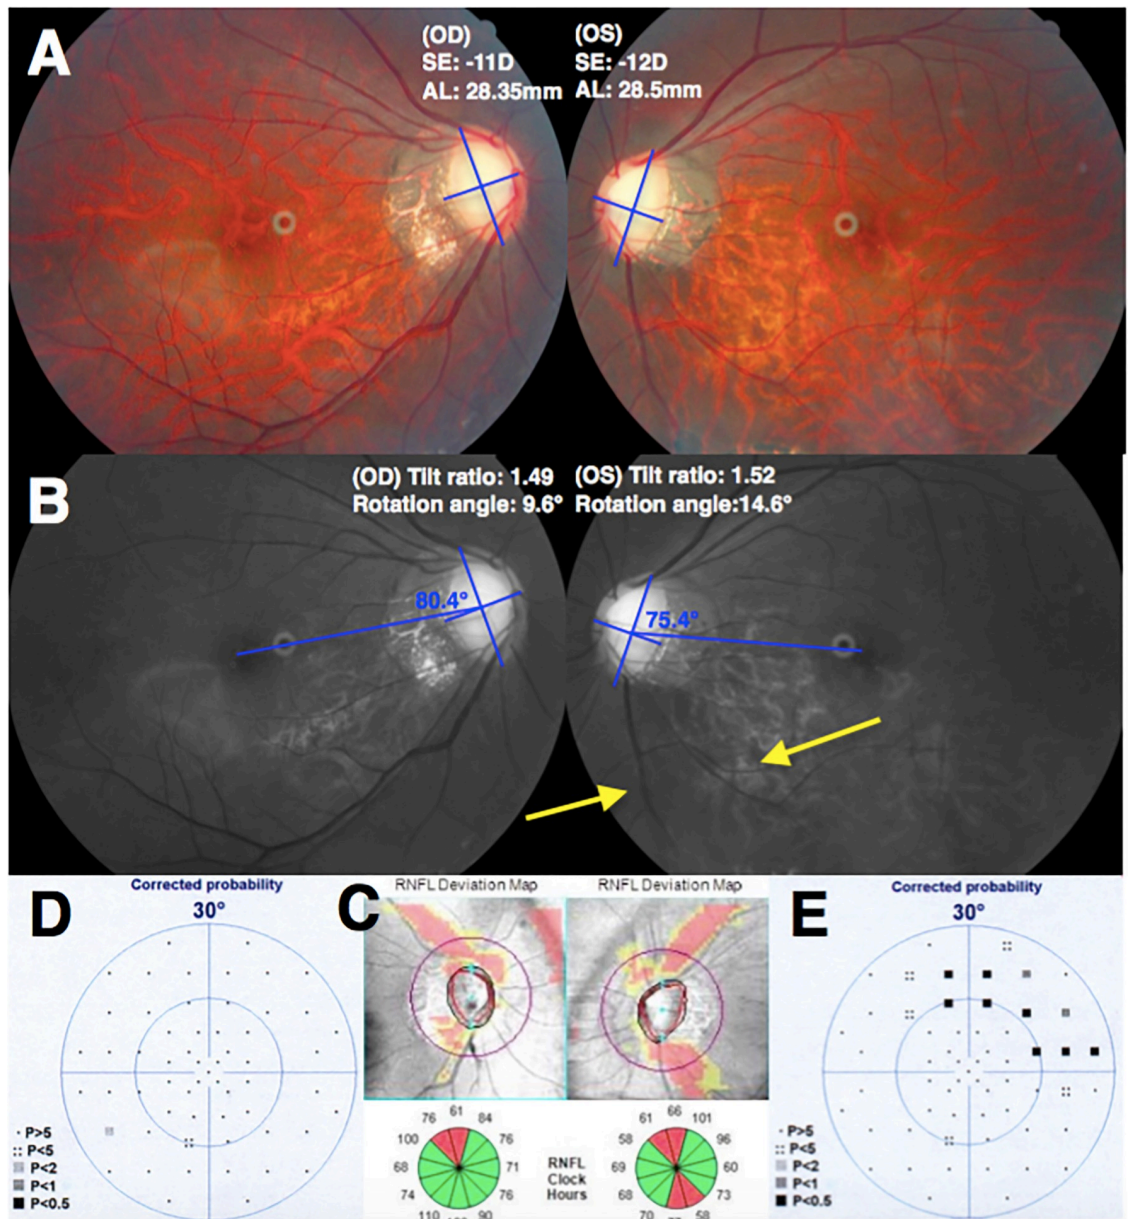 A
(OD)
SE: -11D
AL: 28.35mm
(OS)
SE: -12D
AL: 28.5mm
B
(OD) Tilt ratio: 1.49
Rotation angle: 9.6°
(OS) Tilt ratio: 1.52
Rotation angle:14.6°
80.4°
75.4°
D
Corrected probability
30°
P>5
P<5
P<2
P<1
P<0.5
C
RNFL Deviation Map
RNFL Deviation Map
76 61 84
100 76
68 71
74 76
110 90
RNFL
Clock
Hours
61 66 101
58 96
69 60
68 73
70 58
E
Corrected probability
30°
P>5
P<5
P<2
P<1
P<0.5